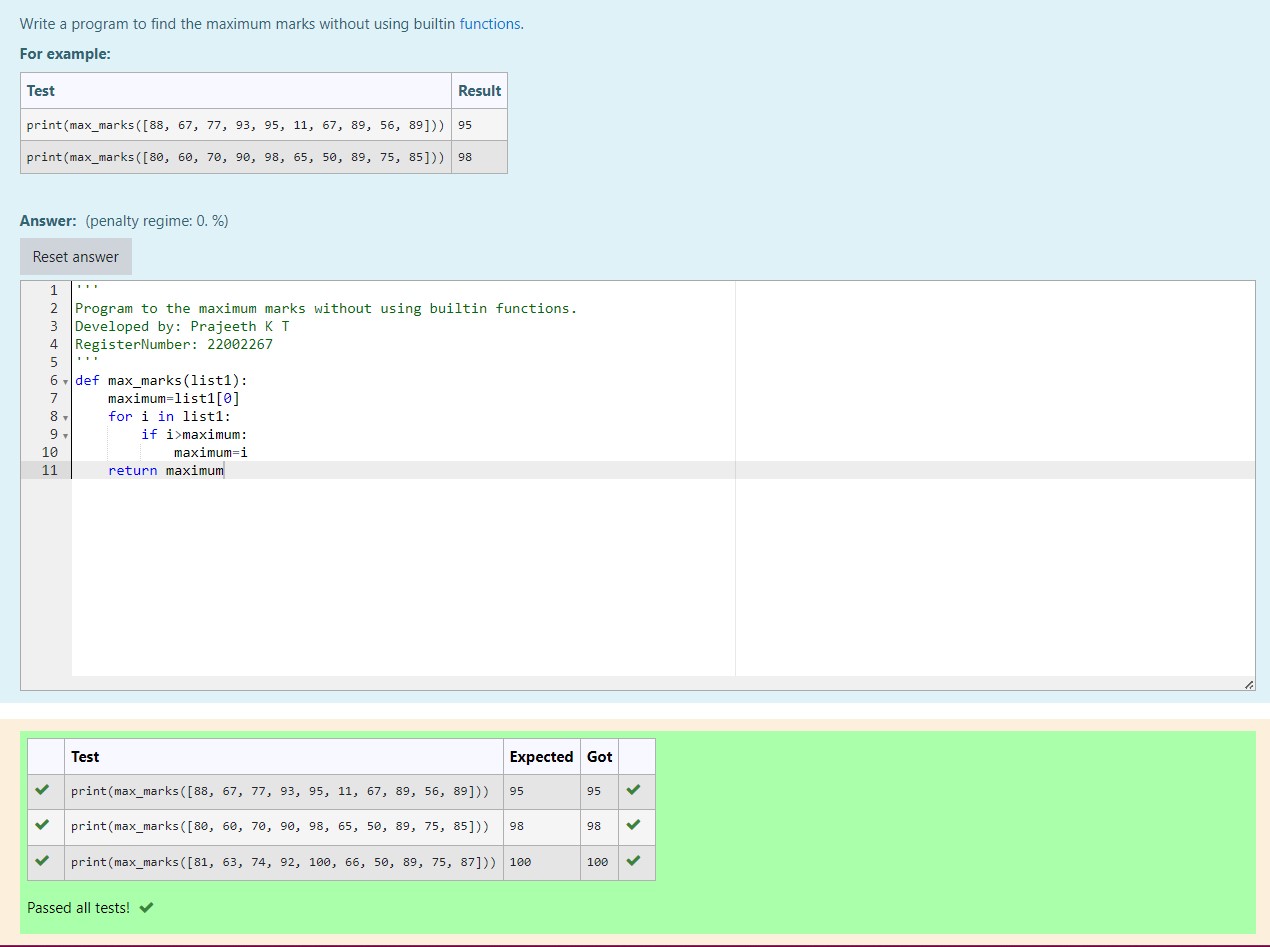 Write a program to find the maximum marks without using builtin functions.
For example:
Test Result
print(max_marks([88, 67, 77, 93, 95, 11, 67, 89, 56, 89])) 95
print(max_marks([80, 60, 70, 90, 98, 65, 50, 89, 75, 85])) 98
Answer: (penalty regime: 0. %)
Reset answer
1 '''
2 Program to the maximum marks without using builtin functions.
3 Developed by: Prajeeth K T
4 RegisterNumber: 22002267
5 '''
6 def max_marks(list1):
7     maximum=list1[0]
8     for i in list1:
9         if i>maximum:
10             maximum=i
11     return maximum
Test Expected Got
print(max_marks([88, 67, 77, 93, 95, 11, 67, 89, 56, 89])) 95 95
print(max_marks([80, 60, 70, 90, 98, 65, 50, 89, 75, 85])) 98 98
print(max_marks([81, 63, 74, 92, 100, 66, 50, 89, 75, 87])) 100 100
Passed all tests!